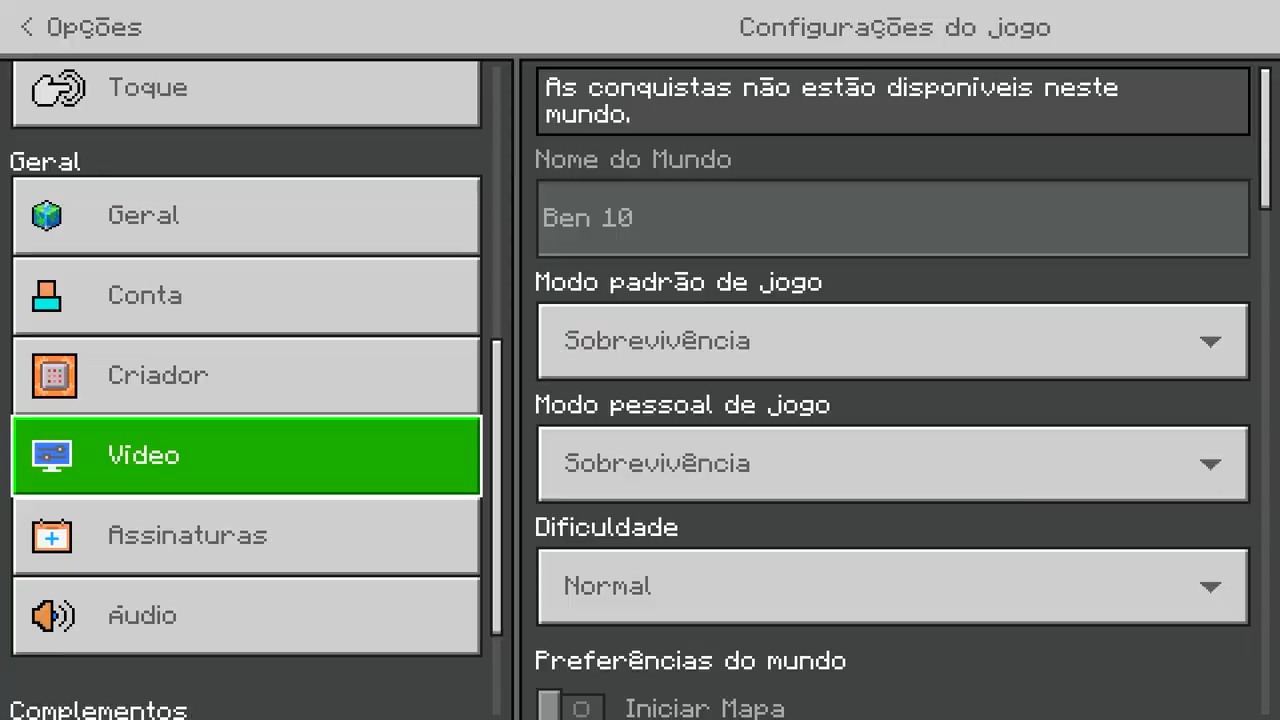 Opções
Configurações do jogo
Toque
Geral
Geral
Conta
Criador
Vídeo
Assinaturas
Áudio
Complementos
As conquistas não estão disponíveis neste
mundo.
Nome do Mundo
Ben 10
Modo padrão de jogo
Sobrevivência
Modo pessoal de jogo
Sobrevivência
Dificuldade
Normal
Preferências do mundo
Iniciar Mapa